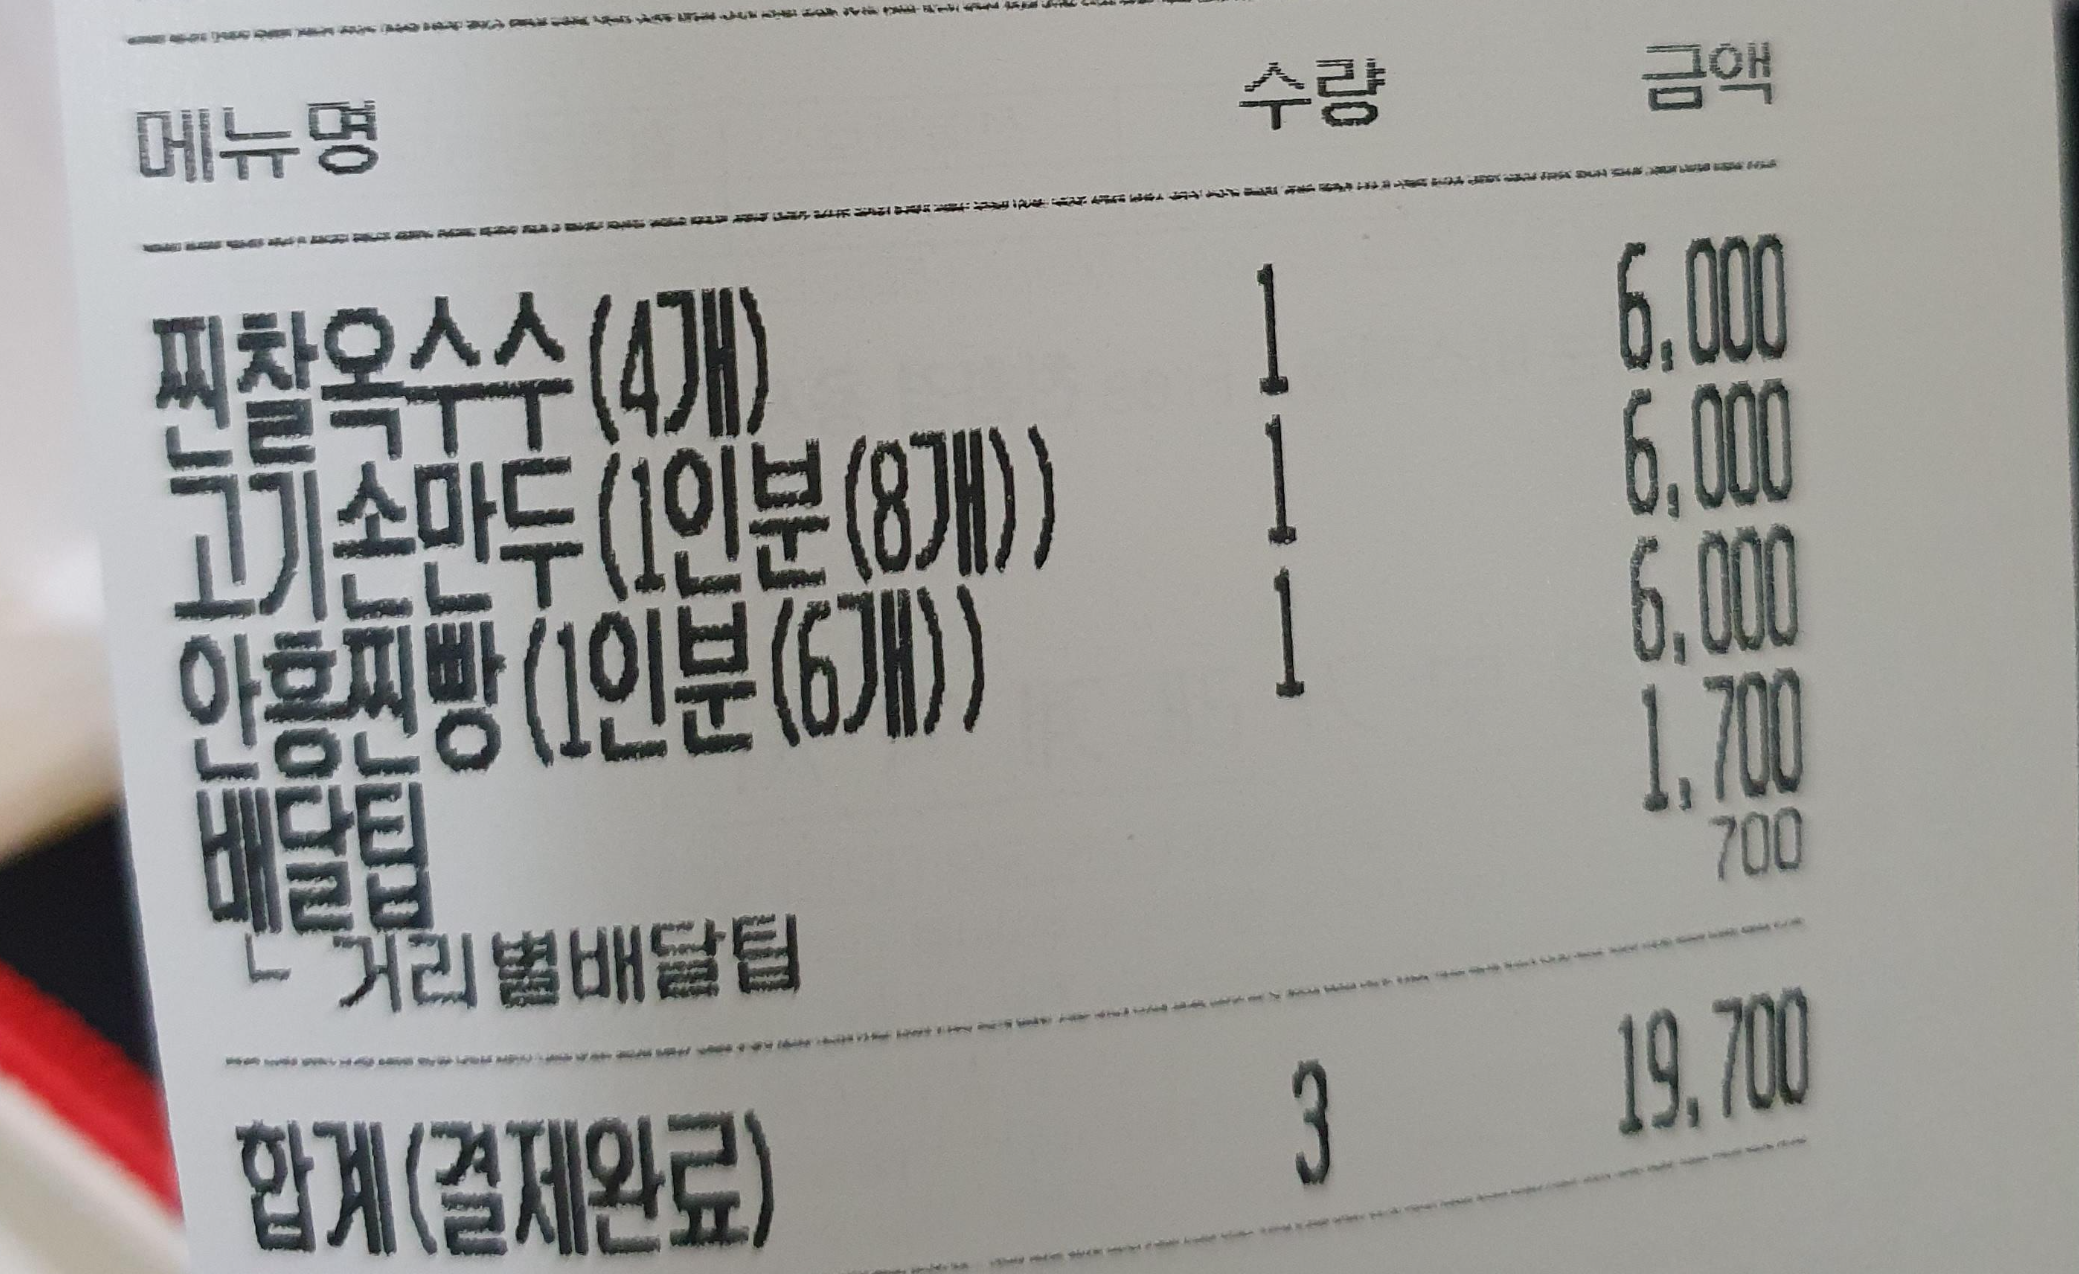 메뉴명 수량 금액
찐찰옥수수(4개) 1 6,000
고기손만두(1인분(8개)) 1 6,000
안흥찐빵(1인분(6개)) 1 6,000
배달팁 1,700
ㄴ 거리별배달팁 700
합계(결제완료) 3 19,700